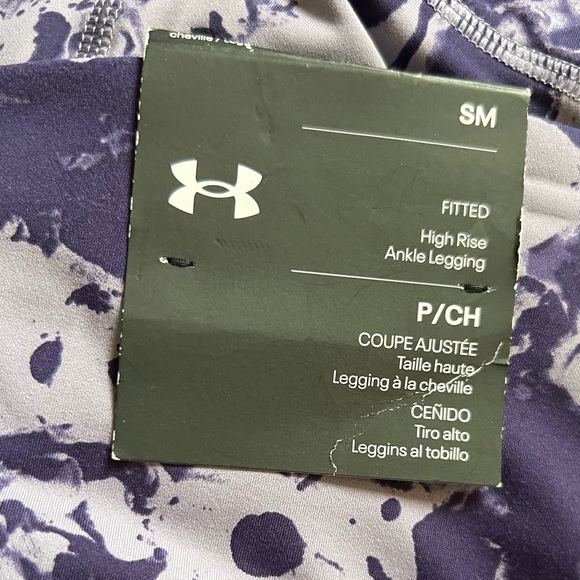 SM
FITTED
High Rise
Ankle Legging
P/CH
COUPE AJUSTÉE
Taille haute
Legging à la cheville
CEÑIDO
Tiro alto
Leggins al tobillo